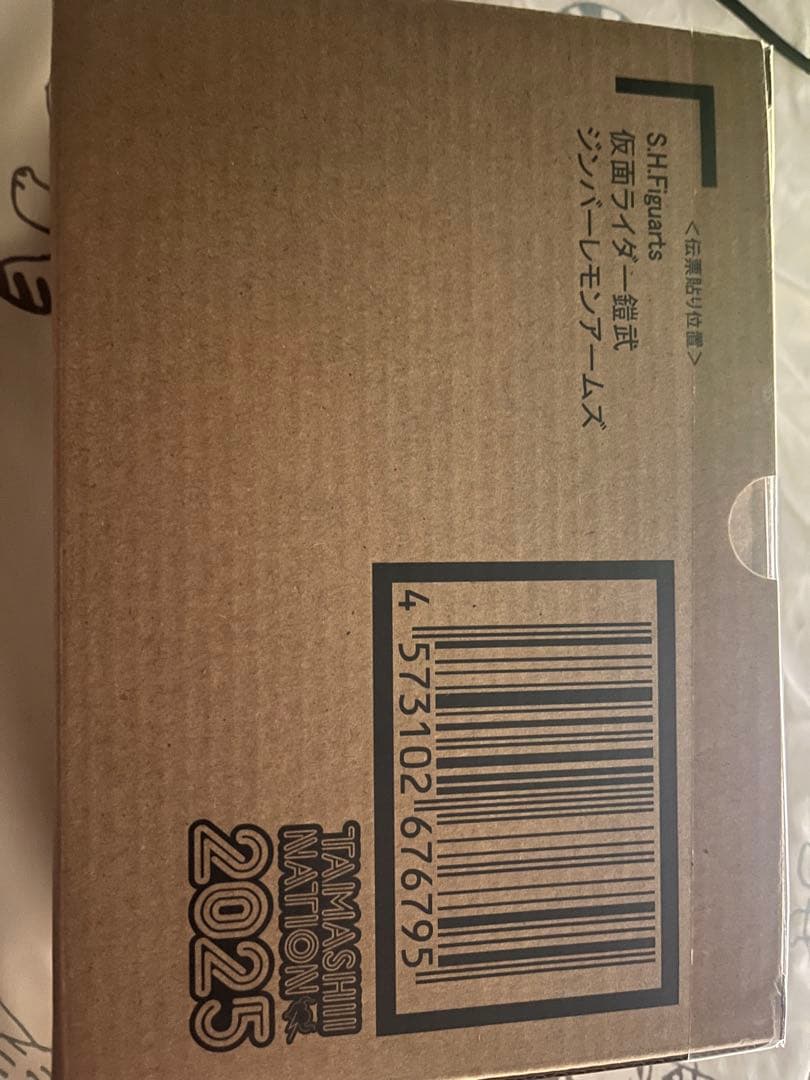 <伝票貼り位置>
S.H.Figuarts
仮面ライダー鎧武
ジンバーレモンアームズ
4 573102 676795
TAMASHIII
NATION
2025